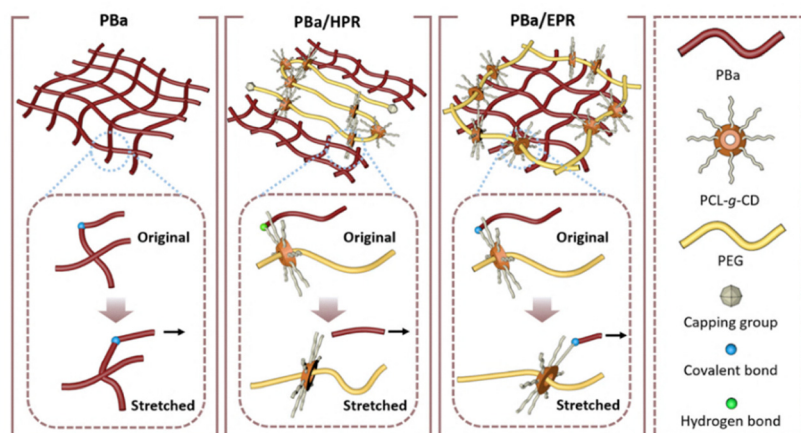 PBa
PBa/HPR
PBa/EPR
Original
Stretched
Original
Stretched
Original
Stretched
PBa
PCL-g-CD
PEG
Capping group
Covalent bond
Hydrogen bond